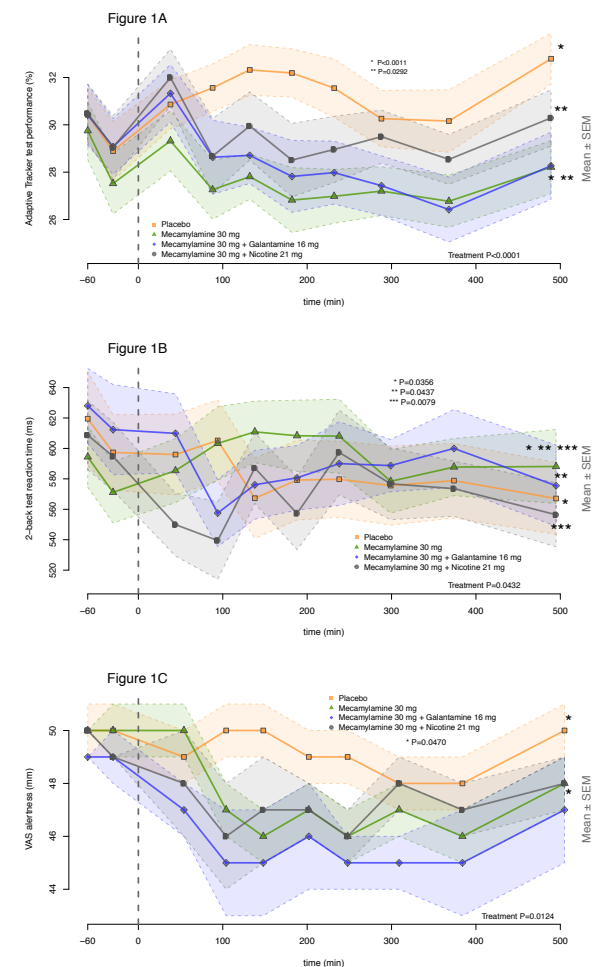 Figure 1A
* P<0.0011
** P=0.0292
*
**
* **
Adaptive Tracker test performance (%)
32
30
28
26
Mean ± SEM
Placebo
Mecamylamine 30 mg
Mecamylamine 30 mg + Galantamine 16 mg
Mecamylamine 30 mg + Nicotine 21 mg
Treatment P<0.0001
−60 0 100 200 300 400 500
time (min)
Figure 1B
* P=0.0356
** P=0.0437
*** P=0.0079
* ** ***
**
*
***
2−back test reaction time (ms)
640
620
600
580
560
540
520
Mean ± SEM
Placebo
Mecamylamine 30 mg
Mecamylamine 30 mg + Galantamine 16 mg
Mecamylamine 30 mg + Nicotine 21 mg
Treatment P=0.0432
−60 0 100 200 300 400 500
time (min)
Figure 1C
Placebo
Mecamylamine 30 mg
Mecamylamine 30 mg + Galantamine 16 mg
Mecamylamine 30 mg + Nicotine 21 mg
* P=0.0470
*
*
VAS alertness (mm)
50
48
46
44
Mean ± SEM
Treatment P=0.0124
−60 0 100 200 300 400 500
time (min)